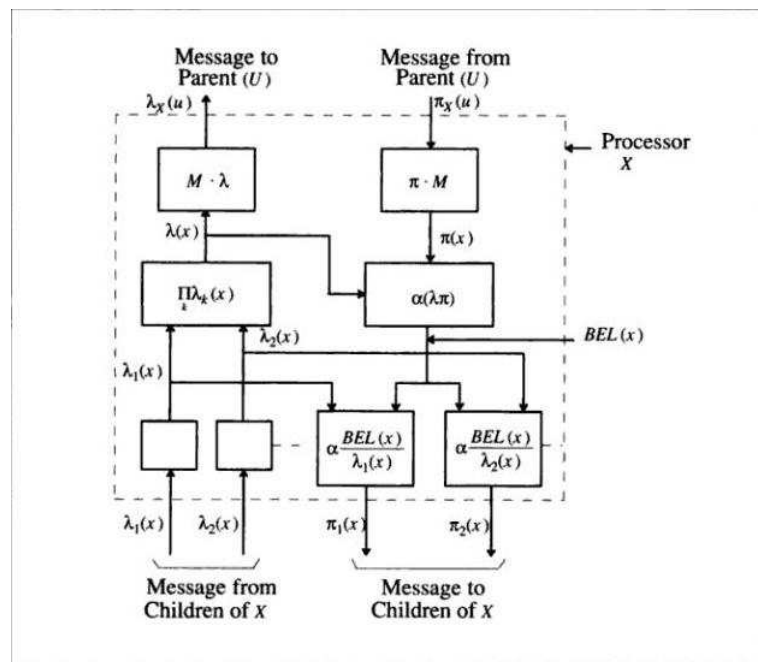 Message to
Parent (U)
Message from
Parent (U)
λX(u)
πX(u)
Processor
X
M · λ
π · M
λ(x)
π(x)
∏λk(x)
k
α(λπ)
λ2(x)
BEL(x)
λ1(x)
α BEL(x)
λ1(x)
α BEL(x)
λ2(x)
λ1(x)
λ2(x)
π1(x)
π2(x)
Message from
Children of X
Message to
Children of X